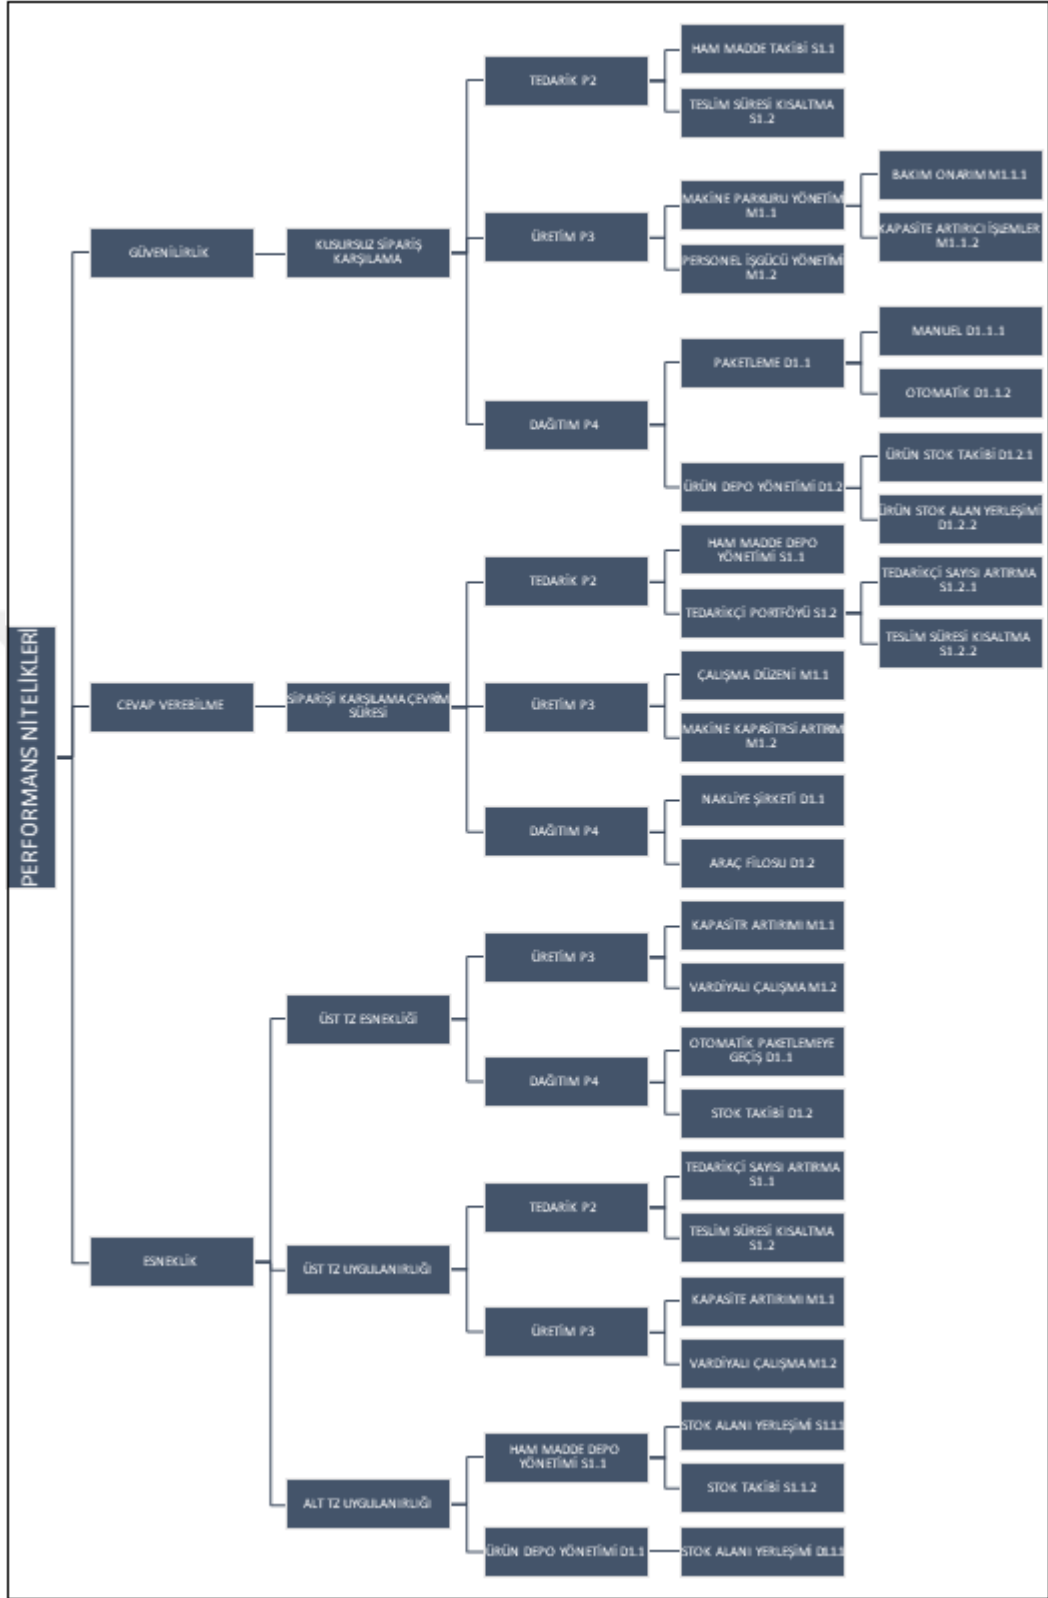 PERFORMANS NİTELİKLERİ
GÜVENİLİRLİK
KUSURSUZ SİPARİŞ
KARŞILAMA
TEDARİK P2
HAM MADDE TAKİBİ S1.1
TESLİM SÜRESİ KISALTMA
S1.2
ÜRETİM P3
MAKİNE PARKURU YÖNETİM
M1.1
BAKIM ONARIM M1.1.1
KAPASİTE ARTIRICI İŞLEMLER
M1.1.2
PERSONEL İŞGÜCÜ YÖNETİMİ
M1.2
DAĞITIM P4
PAKETLEME D1.1
MANUEL D1.1.1
OTOMATİK D1.1.2
ÜRÜN DEPO YÖNETİMİ D1.2
ÜRÜN STOK TAKİBİ D1.2.1
ÜRÜN STOK ALAN YERLEŞİMİ
D1.2.2
CEVAP VEREBİLME
SİPARİŞİ KARŞILAMA ÇEVRİM
SÜRESİ
TEDARİK P2
HAM MADDE DEPO
YÖNETİMİ S1.1
TEDARİKÇİ PORTFÖYÜ S1.2
TEDARİKÇİ SAYISI ARTIRMA
S1.2.1
TESLİM SÜRESİ KISALTMA
S1.2.2
ÜRETİM P3
ÇALIŞMA DÜZENİ M1.1
MAKİNE KAPASİTRSİ ARTIRIM
M1.2
DAĞITIM P4
NAKLİYE ŞİRKETİ D1.1
ARAÇ FİLOSU D1.2
ESNEKLİK
ÜST TZ ESNEKLİĞİ
ÜRETİM P3
KAPASİTR ARTIRIMI M1.1
VARDİYALI ÇALIŞMA M1.2
DAĞITIM P4
OTOMATİK PAKETLEMEYE
GEÇİŞ D1.1
STOK TAKİBİ D1.2
ÜST TZ UYGULANIRLIĞI
TEDARİK P2
TEDARİKÇİ SAYISI ARTIRMA
S1.1
TESLİM SÜRESİ KISALTMA
S1.2
ÜRETİM P3
KAPASİTE ARTIRIMI M1.1
VARDİYALI ÇALIŞMA M1.2
ALT TZ UYGULANIRLIĞI
HAM MADDE DEPO
YÖNETİMİ S1.1
STOK ALANI YERLEŞİMİ S1.1.1
STOK TAKİBİ S1.1.2
ÜRÜN DEPO YÖNETİMİ D1.1
STOK ALANI YERLEŞİMİ D1.1.1